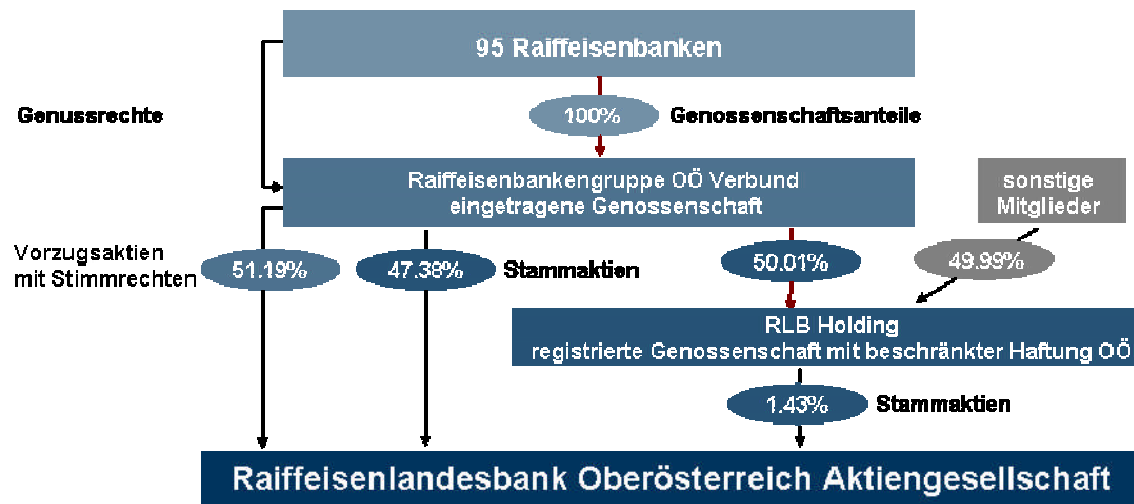 95 Raiffeisenbanken
Genussrechte
100%
Genossenschaftsanteile
Raiffeisenbankengruppe OÖ Verbund
eingetragene Genossenschaft
sonstige
Mitglieder
Vorzugsaktien
mit Stimmrechten
51.19%
47.38%
Stammaktien
50.01%
49.99%
RLB Holding
registrierte Genossenschaft mit beschränkter Haftung OÖ
1.43%
Stammaktien
Raiffeisenlandesbank Oberösterreich Aktiengesellschaft